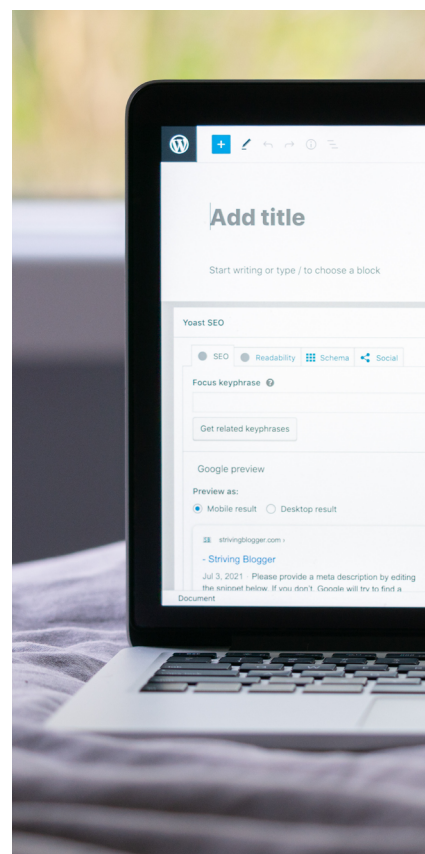 Add title
Start writing or type / to choose a block
Yoast SEO
SEO Readability Schema Social
Focus keyphrase
Get related keyphrases
Google preview
Preview as:
Mobile result Desktop result
strivingblogger.com ›
- Striving Blogger
Jul 3, 2021 · Please provide a meta description by editing
the snippet below. If you don't, Google will try to find a
Document